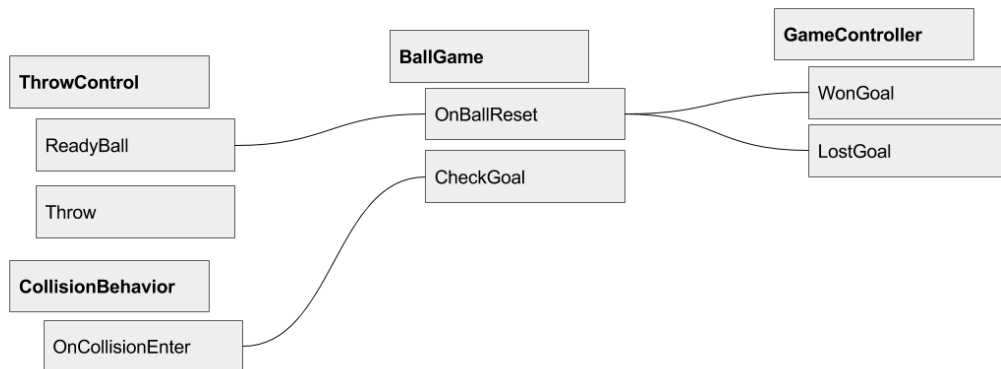 ThrowControl
ReadyBall
Throw
CollisionBehavior
OnCollisionEnter
BallGame
OnBallReset
CheckGoal
GameController
WonGoal
LostGoal